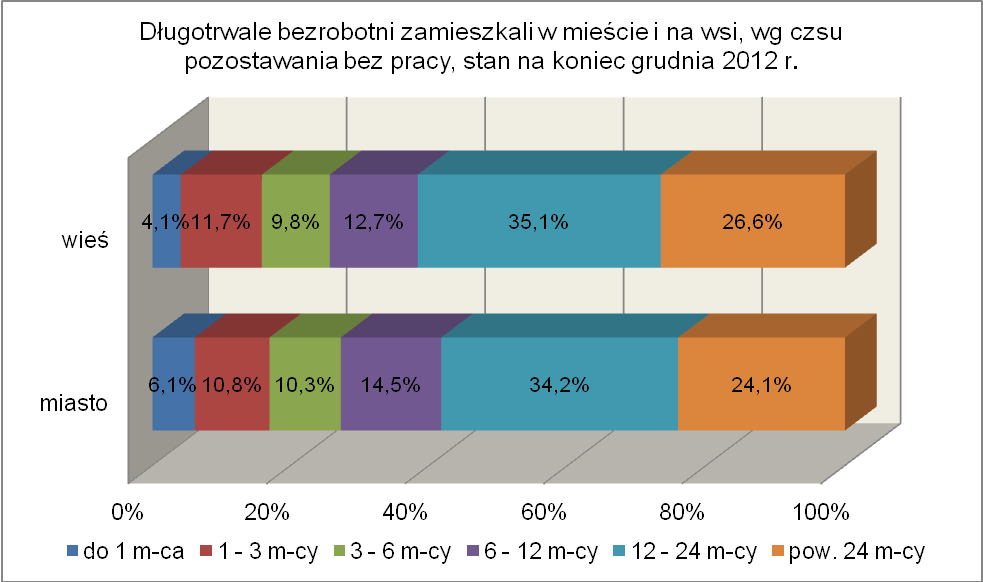 Długotrwale bezrobotni zamieszkali w mieście i na wsi, wg czsu
pozostawania bez pracy, stan na koniec grudnia 2012 r.
wieś
4,1% 11,7% 9,8% 12,7% 35,1% 26,6%
miasto
6,1% 10,8% 10,3% 14,5% 34,2% 24,1%
0% 20% 40% 60% 80% 100%
do 1 m-ca 1 - 3 m-cy 3 - 6 m-cy 6 - 12 m-cy 12 - 24 m-cy pow. 24 m-cy